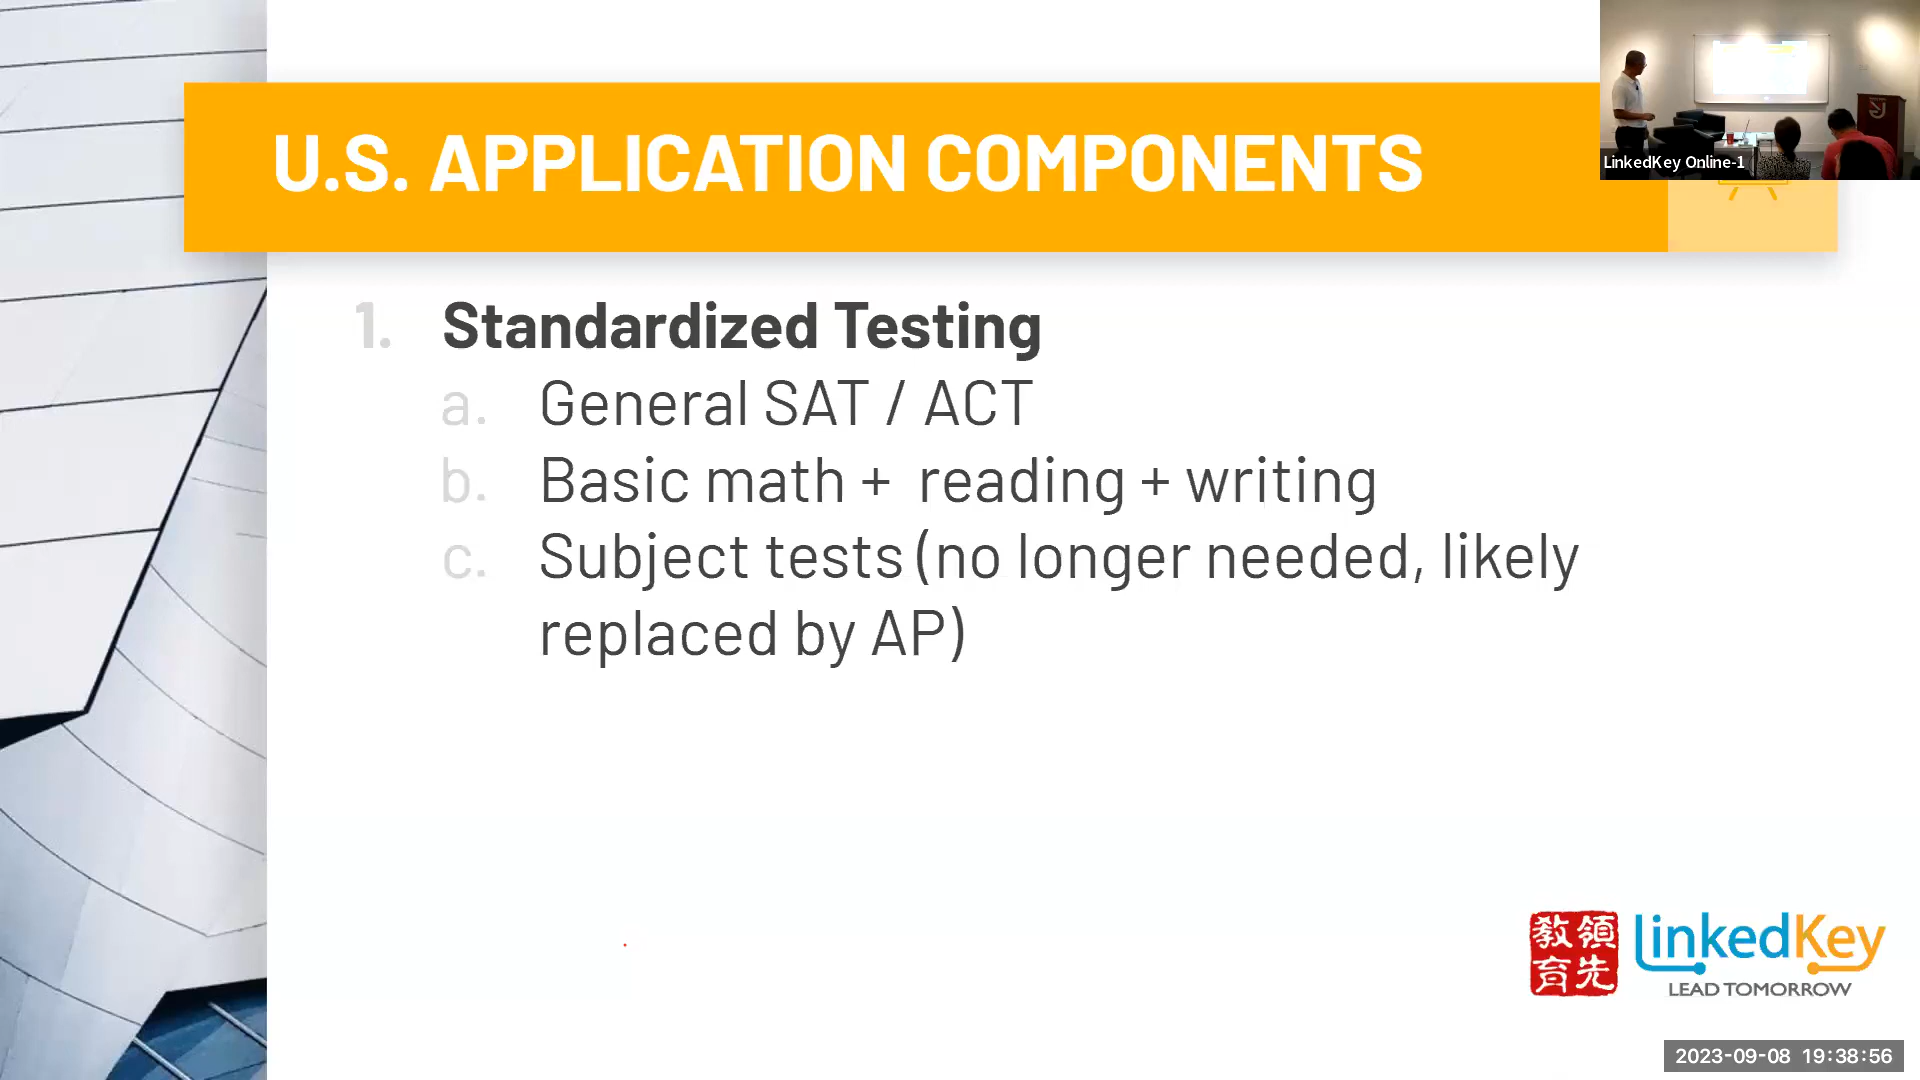 U.S. APPLICATION COMPONENTS
LinkedKey Online-1
1. Standardized Testing
a. General SAT / ACT
b. Basic math + reading + writing
c. Subject tests (no longer needed, likely
replaced by AP)
教領
育先
LinkedKey
LEAD TOMORROW
2023-09-08 19:38:56